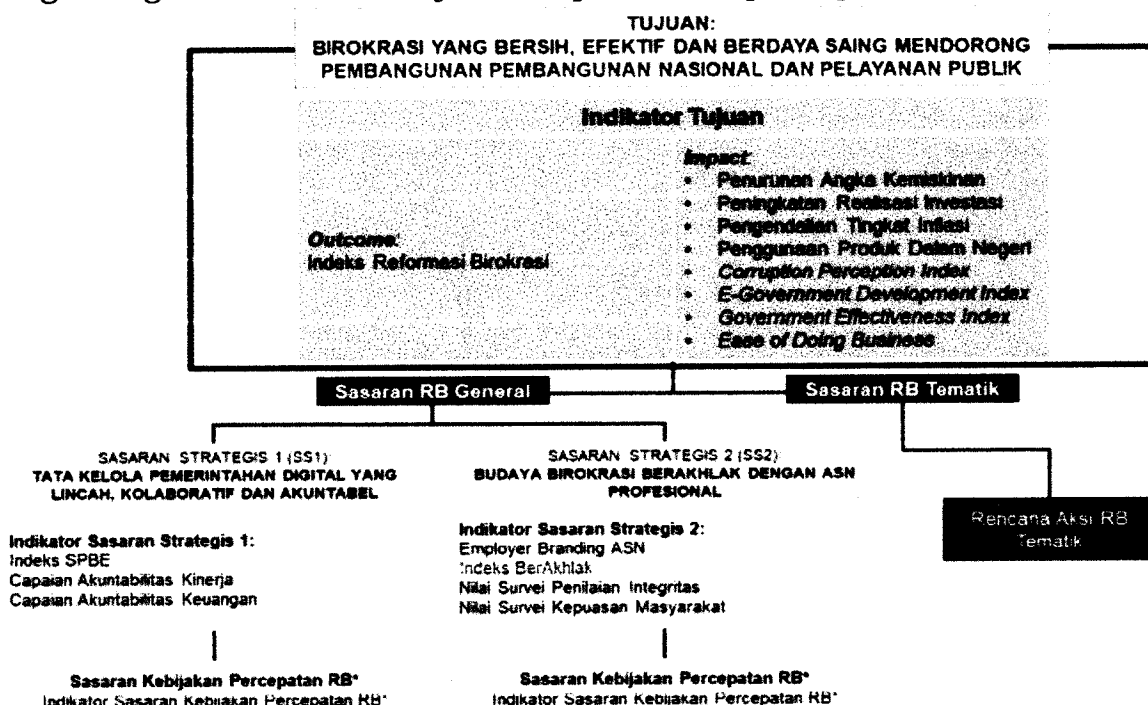 TUJUAN:
BIROKRASI YANG BERSIH, EFEKTIF DAN BERDAYA SAING MENDORONG
PEMBANGUNAN PEMBANGUNAN NASIONAL DAN PELAYANAN PUBLIK
Indikator Tujuan
Outcome:
Indeks Reformasi Birokrasi
Impact:
• Penurunan Angka Kemiskinan
• Peningkatan Realisasi Investasi
• Pengendalian Tingkat Inflasi
• Penggunaan Produk Dalam Negeri
• Corruption Perception Index
• E-Government Development Index
• Government Effectiveness Index
• Ease of Doing Business
Sasaran RB General
Sasaran RB Tematik
SASARAN STRATEGIS 1 (SS1)
TATA KELOLA PEMERINTAHAN DIGITAL YANG
LINCAH, KOLABORATIF DAN AKUNTABEL
Indikator Sasaran Strategis 1:
Indeks SPBE
Capaian Akuntabilitas Kinerja
Capaian Akuntabilitas Keuangan
Sasaran Kebijakan Percepatan RB*
Indikator Sasaran Kebijakan Percepatan RB*
SASARAN STRATEGIS 2 (SS2)
BUDAYA BIROKRASI BERAKHLAK DENGAN ASN
PROFESIONAL
Indikator Sasaran Strategis 2:
Employer Branding ASN
Indeks BerAkhlak
Nilai Survei Penilaian Integritas
Nilai Survei Kepuasan Masyarakat
Sasaran Kebijakan Percepatan RB*
Indikator Sasaran Kebijakan Percepatan RB*
Rencana Aksi RB
Tematik